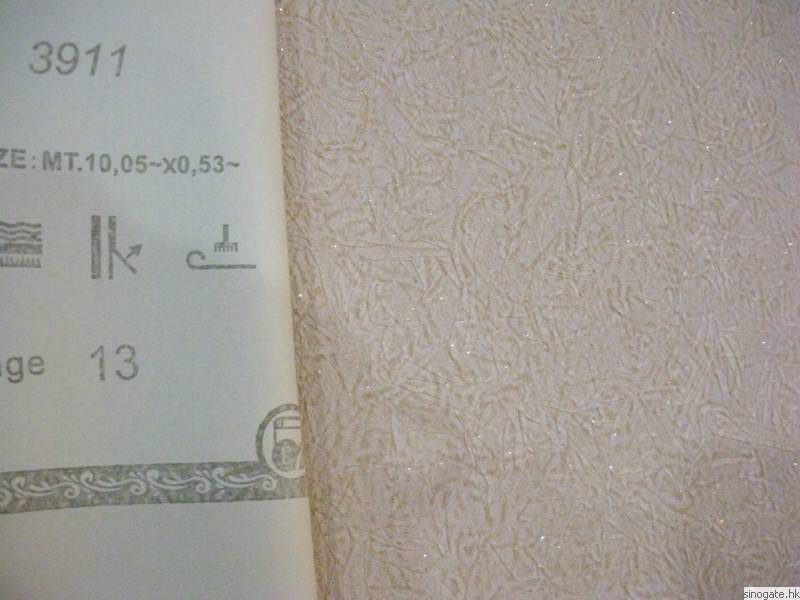 3911
ZE:MT.10,05~x0,53~
age 13
sinogate.hk